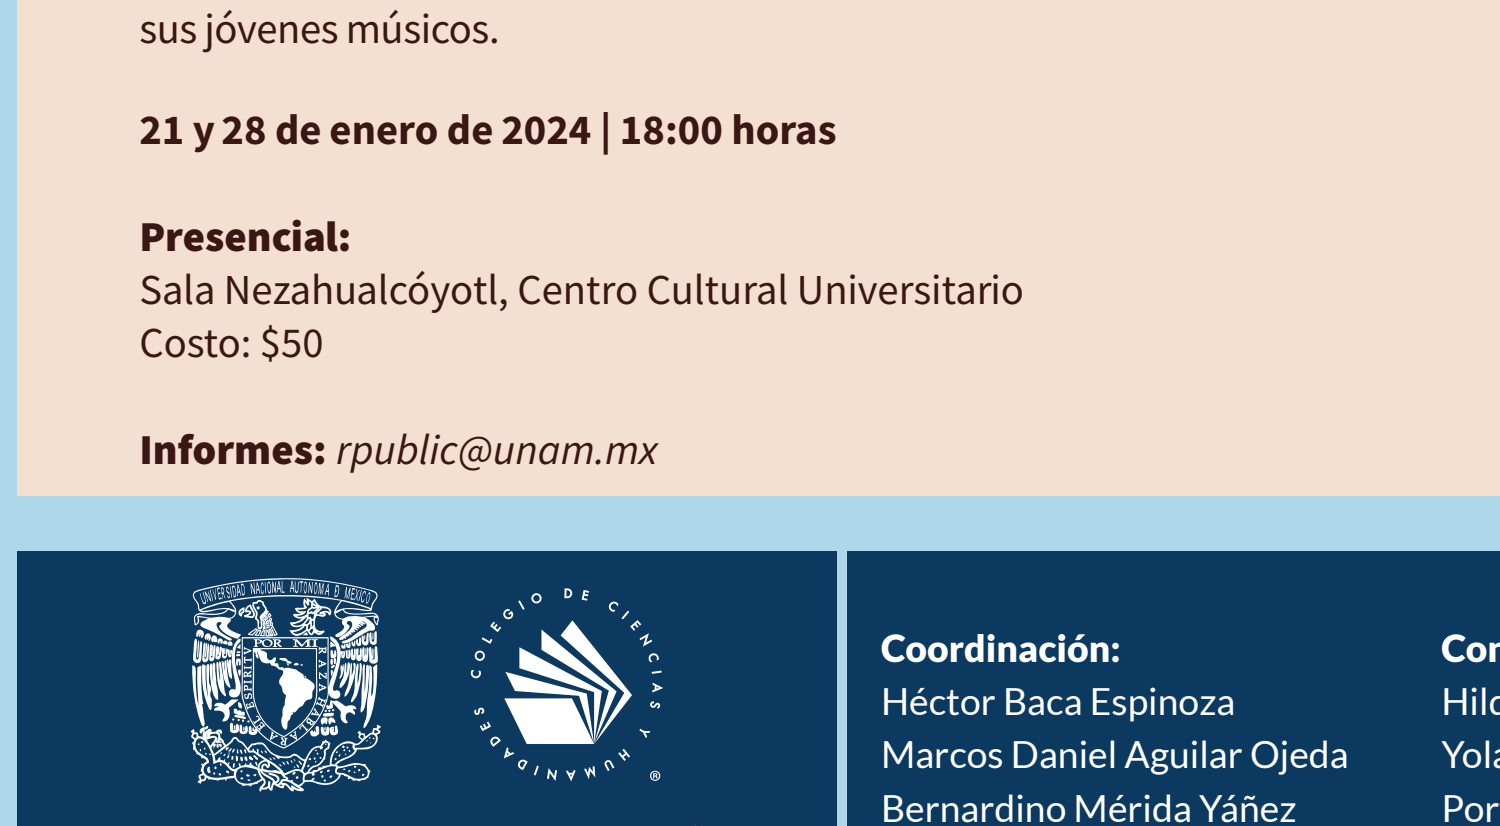 sus jóvenes músicos.
21 y 28 de enero de 2024 | 18:00 horas
Presencial:
Sala Nezahualcóyotl, Centro Cultural Universitario
Costo: $50
Informes: rpublic@unam.mx
UNIVERSIDAD NACIONAL AUTONOMA D MEXICO
POR MI RAZA HABLARA EL ESPIRITV
COLEGIO DE CIENCIAS Y HUMANIDADES
®
Coordinación:
Héctor Baca Espinoza
Marcos Daniel Aguilar Ojeda
Bernardino Mérida Yáñez